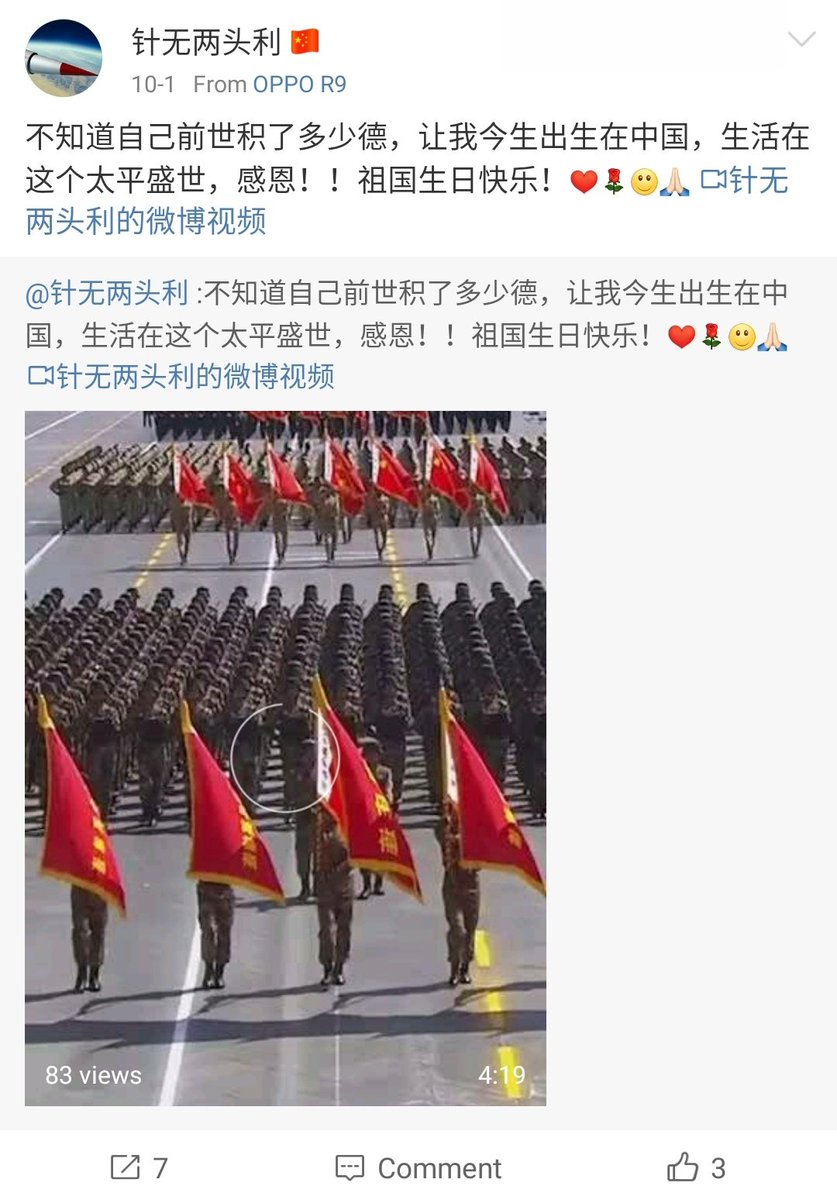 针无两头利
10-1 From OPPO R9
不知道自己前世积了多少德，让我今生出生在中国，生活在
这个太平盛世，感恩！！祖国生日快乐！❤️🌹🙂🙏🏻 针无
两头利的微博视频
@针无两头利 :不知道自己前世积了多少德，让我今生出生在中
国，生活在这个太平盛世，感恩！！祖国生日快乐！❤️🌹🙂🙏🏻
针无两头利的微博视频
83 views 4:19
7 Comment 3